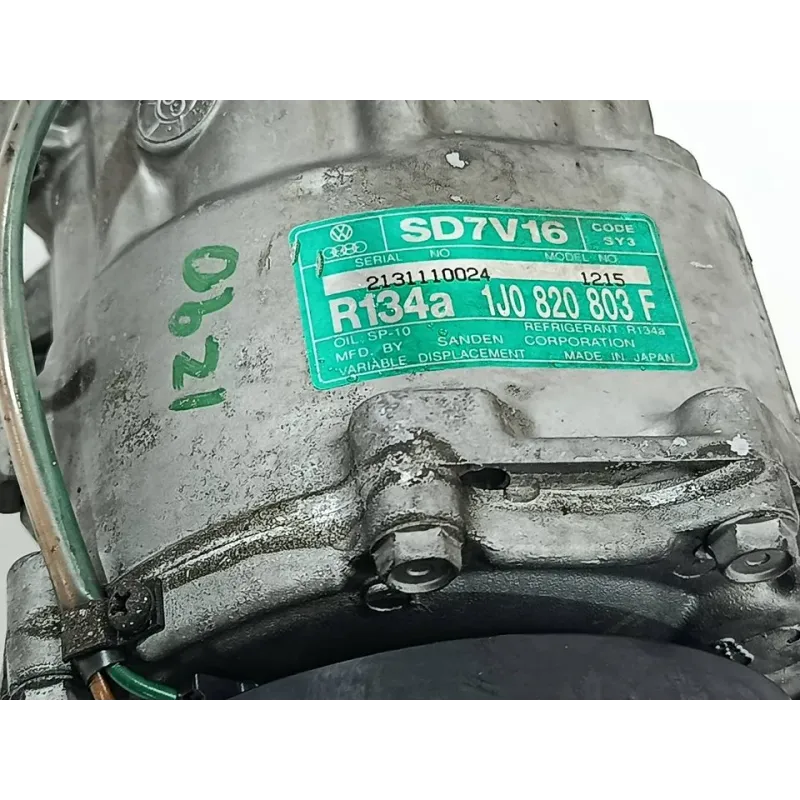 SD7V16
CODE
SY3
SERIAL NO
MODEL NO.
2131110024 1215
R134a 1J0 820 803 F
OIL. SP-10 REFRIGERANT R134a
MFD. BY SANDEN CORPORATION
VARIABLE DISPLACEMENT MADE IN JAPAN
1290